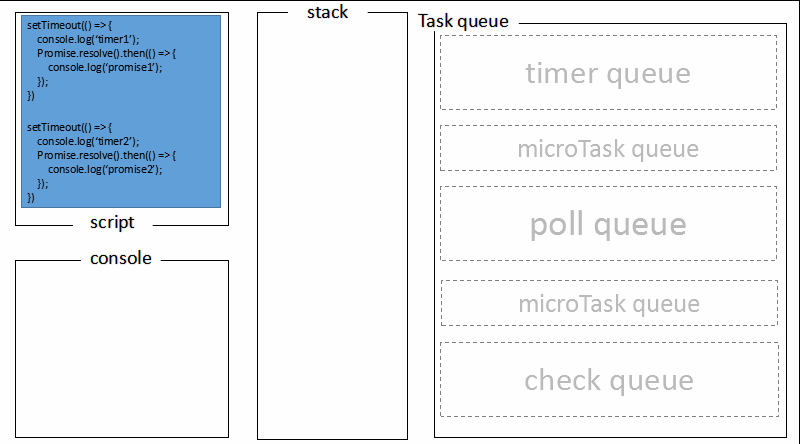 setTimeout(() => {
console.log(‘timer1’);
Promise.resolve().then(() => {
console.log(‘promise1’);
});
})
setTimeout(() => {
console.log(‘timer2’);
Promise.resolve().then(() => {
console.log(‘promise2’);
});
})
script
console
stack
Task queue
timer queue
microTask queue
poll queue
microTask queue
check queue